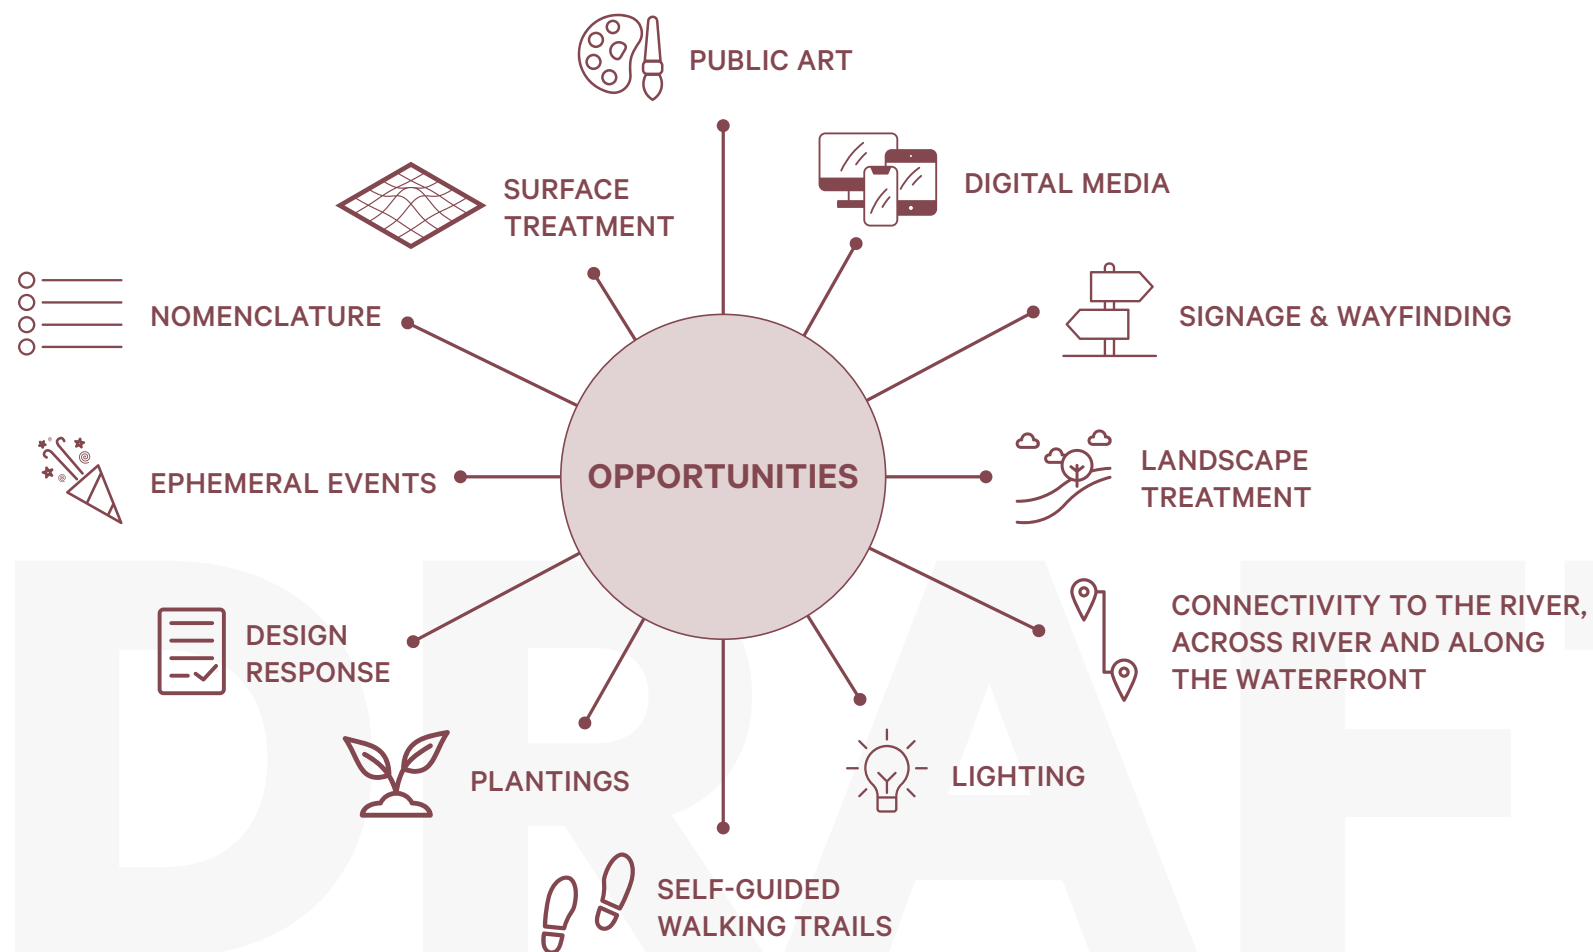 PUBLIC ART
DIGITAL MEDIA
SURFACE
TREATMENT
NOMENCLATURE
SIGNAGE & WAYFINDING
EPHEMERAL EVENTS
OPPORTUNITIES
LANDSCAPE
TREATMENT
DESIGN
RESPONSE
CONNECTIVITY TO THE RIVER,
ACROSS RIVER AND ALONG
THE WATERFRONT
PLANTINGS
LIGHTING
SELF-GUIDED
WALKING TRAILS
DRAFT